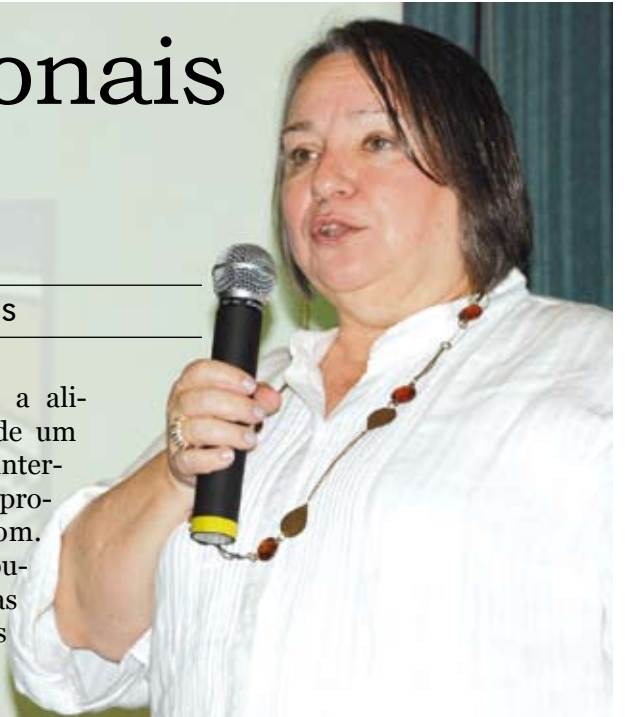 onais
s
a ali-
de um
inter-
pro-
om.
ou-
as
s